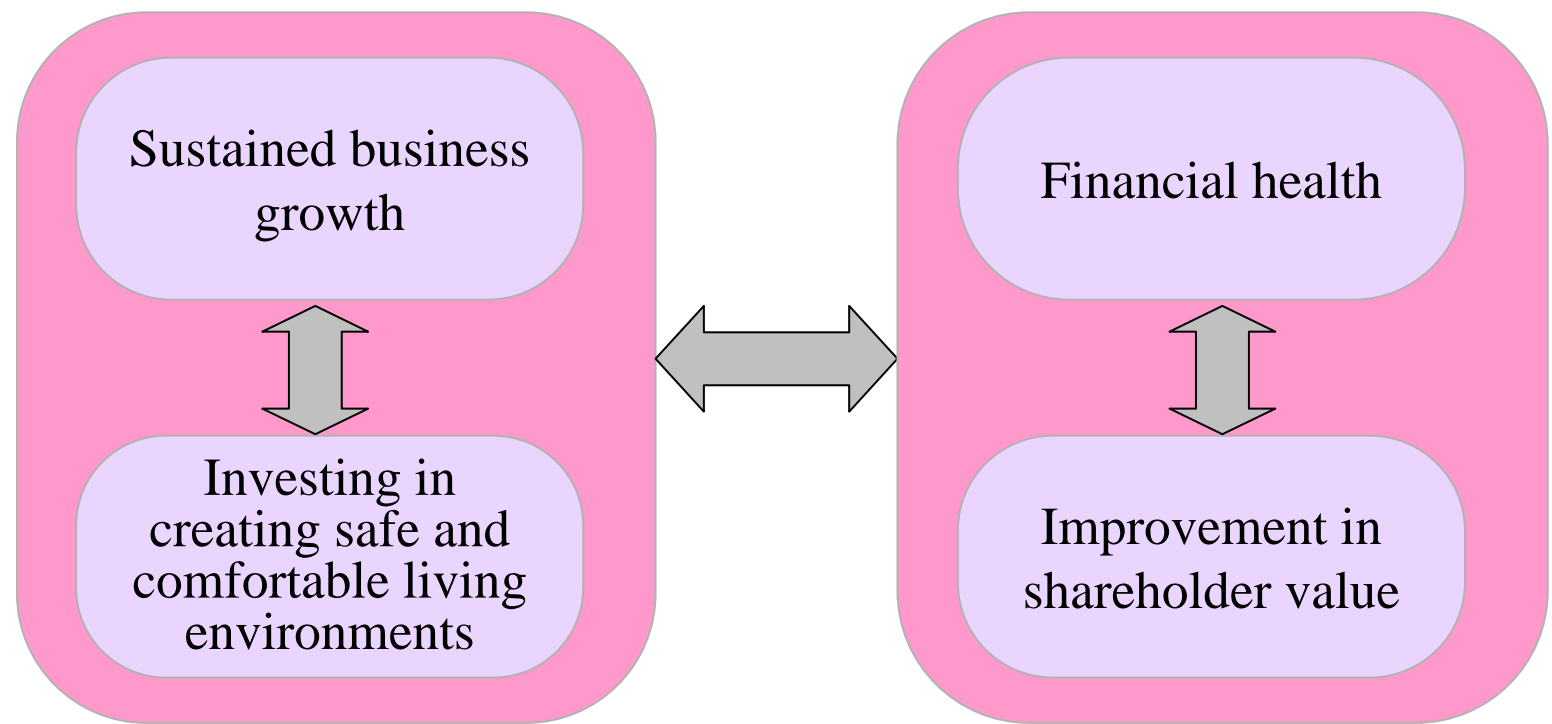 Sustained business
growth
Investing in
creating safe and
comfortable living
environments
Financial health
Improvement in
shareholder value